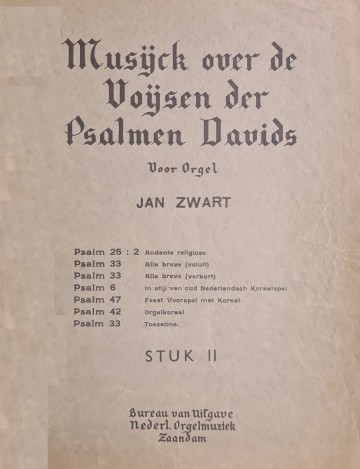 Musÿck over de
Voÿsen der
Psalmen Davids
Voor Orgel
JAN ZWART
Psalm 25 : 2 Andante religioso
Psalm 33 Alla breve (voluit)
Psalm 33 Alla breve (verkort)
Psalm 6 In stijl van oud Nederlandsch Koraalspel
Psalm 47 Feest Voorspel met Koraal
Psalm 42 Orgelkoraal
Psalm 33 Toccatina.
STUK II
Bureau van Uitgave
Nederl. Orgelmuziek
Zaandam